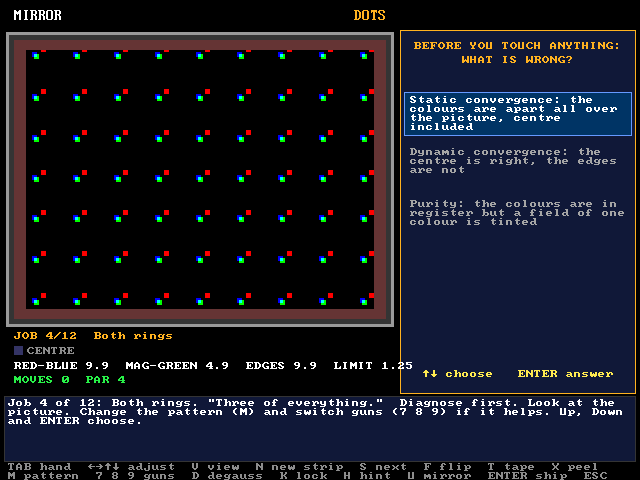 MIRROR
DOTS
BEFORE YOU TOUCH ANYTHING:
WHAT IS WRONG?
Static convergence: the
colours are apart all over
the picture, centre
included
Dynamic convergence: the
centre is right, the edges
are not
Purity: the colours are in
register but a field of one
colour is tinted
↑↓ choose   ENTER answer
JOB 4/12  Both rings
CENTRE
RED-BLUE 9.9  MAG-GREEN 4.9  EDGES 9.9  LIMIT 1.25
MOVES 0  PAR 4
Job 4 of 12: Both rings. "Three of everything."  Diagnose first. Look at the
picture. Change the pattern (M) and switch guns (7 8 9) if it helps. Up, Down
and ENTER choose.
TAB hand  ←→↑↓ adjust  V view  N new strip  S next  F flip  T tape  X peel
M pattern  7 8 9 guns  D degauss  K lock  H hint  U mirror  ENTER ship  ESC